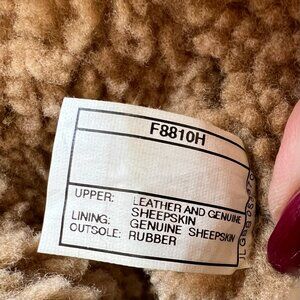 F8810H
UPPER: LEATHER AND GENUINE
SHEEPSKIN
LINING: GENUINE SHEEPSKIN
OUTSOLE: RUBBER